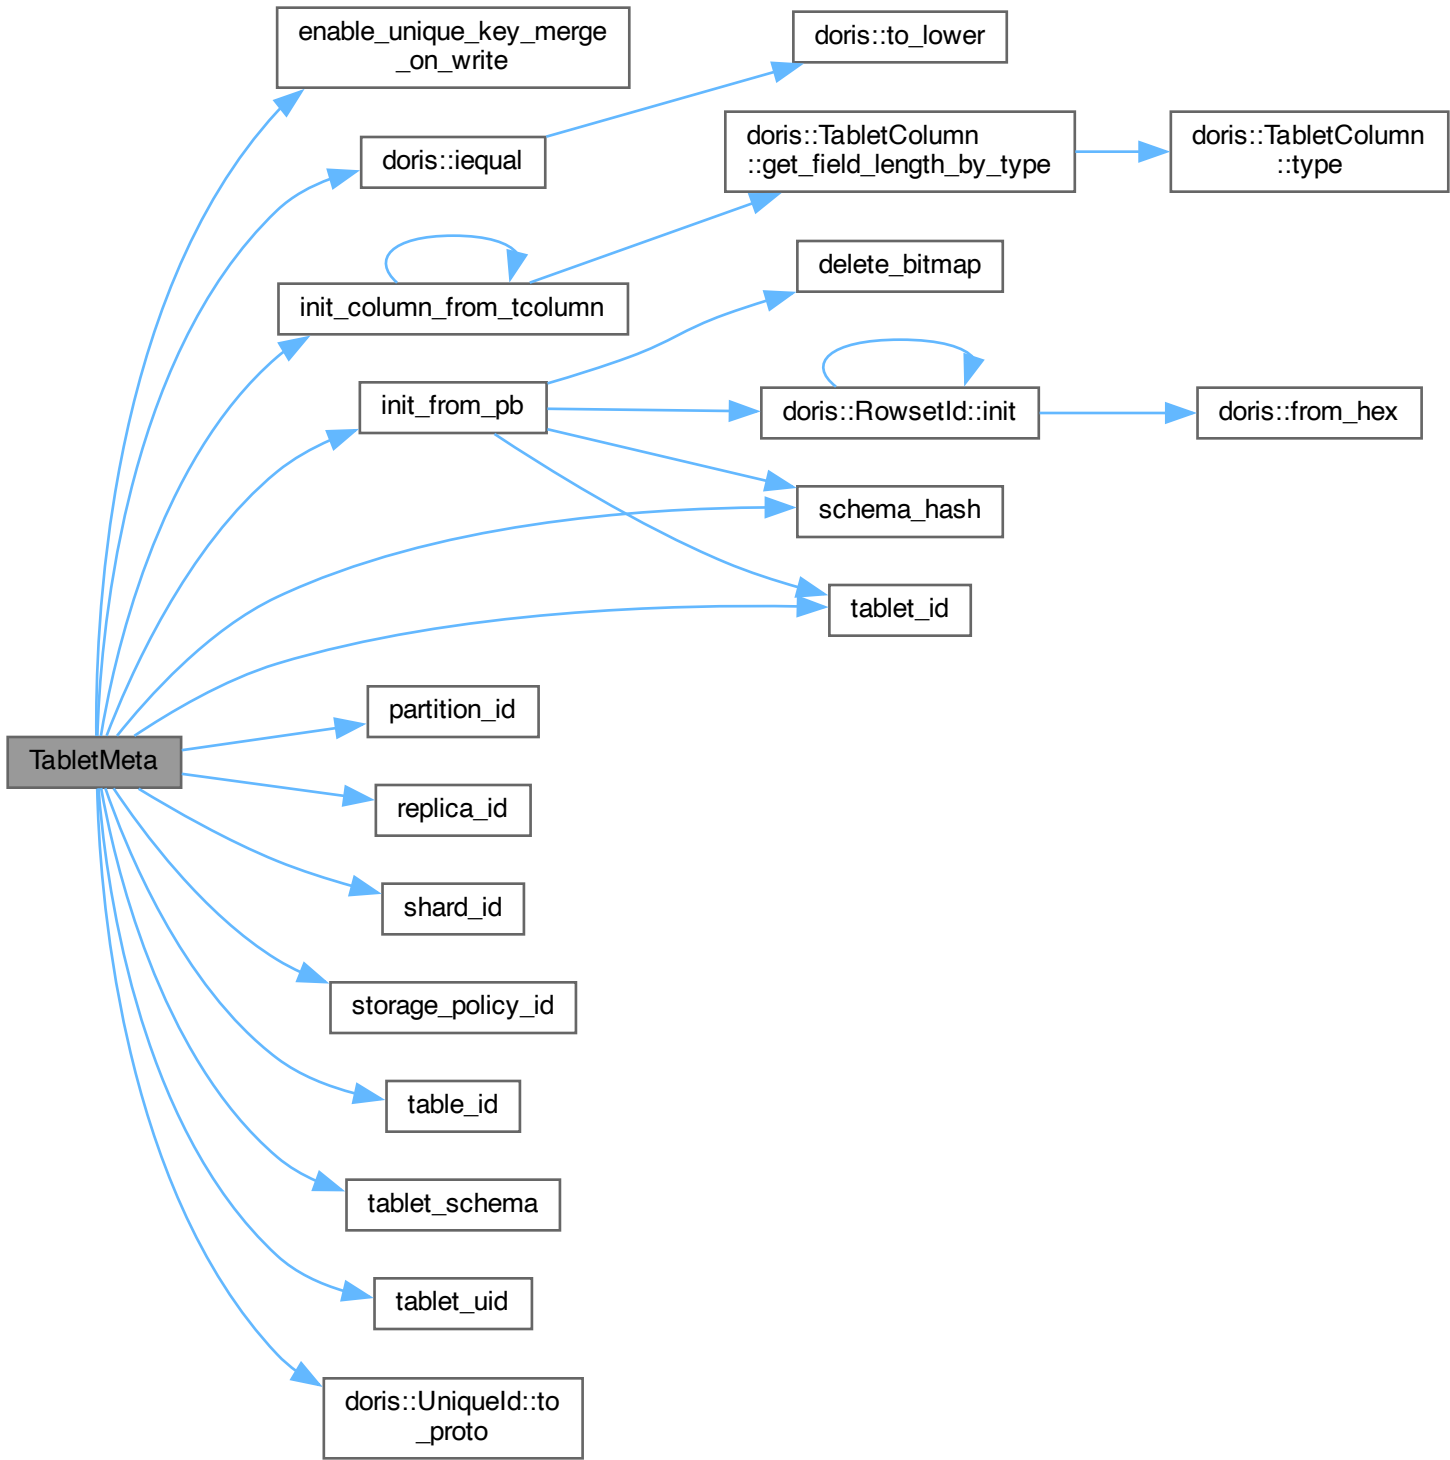 enable_unique_key_merge
_on_write
doris::to_lower
doris::iequal
doris::TabletColumn
::get_field_length_by_type
doris::TabletColumn
::type
init_column_from_tcolumn
delete_bitmap
init_from_pb
doris::RowsetId::init
doris::from_hex
schema_hash
tablet_id
partition_id
TabletMeta
replica_id
shard_id
storage_policy_id
table_id
tablet_schema
tablet_uid
doris::UniqueId::to
_proto